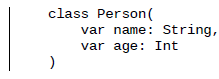 class Person(
    var name: String,
    var age: Int
)